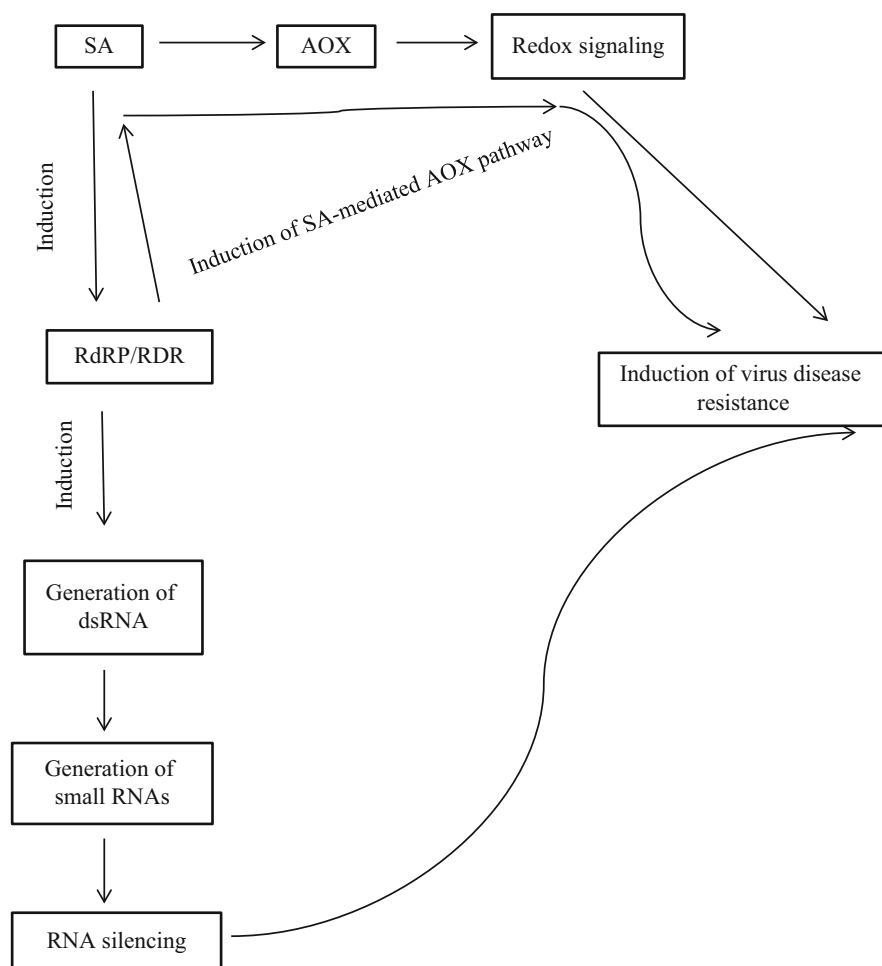 SA
AOX
Redox signaling
Induction
Induction of SA-mediated AOX pathway
RdRP/RDR
Induction of virus disease
resistance
Induction
Generation of
dsRNA
Generation of
small RNAs
RNA silencing